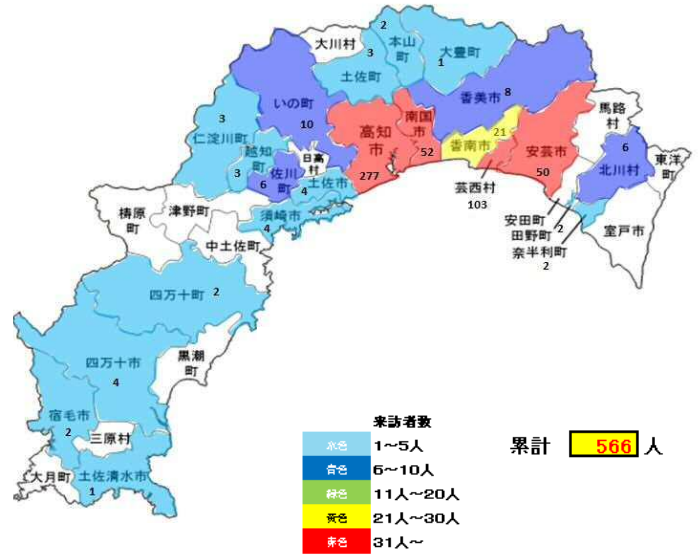 大川村
2
本山町
3
土佐町
大豊町
1
いの町
10
3
仁淀川町
越知町
3
日高村
佐川町
6
土佐市
4
須崎市
4
高知市
277
南国市
52
香美市
8
香南市
21
芸西村
103
安芸市
50
馬路村
6
北川村
東洋町
安田町
田野町
2
奈半利町
2
室戸市
梼原町
津野町
中土佐町
四万十町
2
四万十市
4
黒潮町
宿毛市
2
三原村
大月町
土佐清水市
1
来訪者数
水色 1~5人
青色 6~10人
緑色 11人~20人
黄色 21人~30人
赤色 31人~
累計 566 人